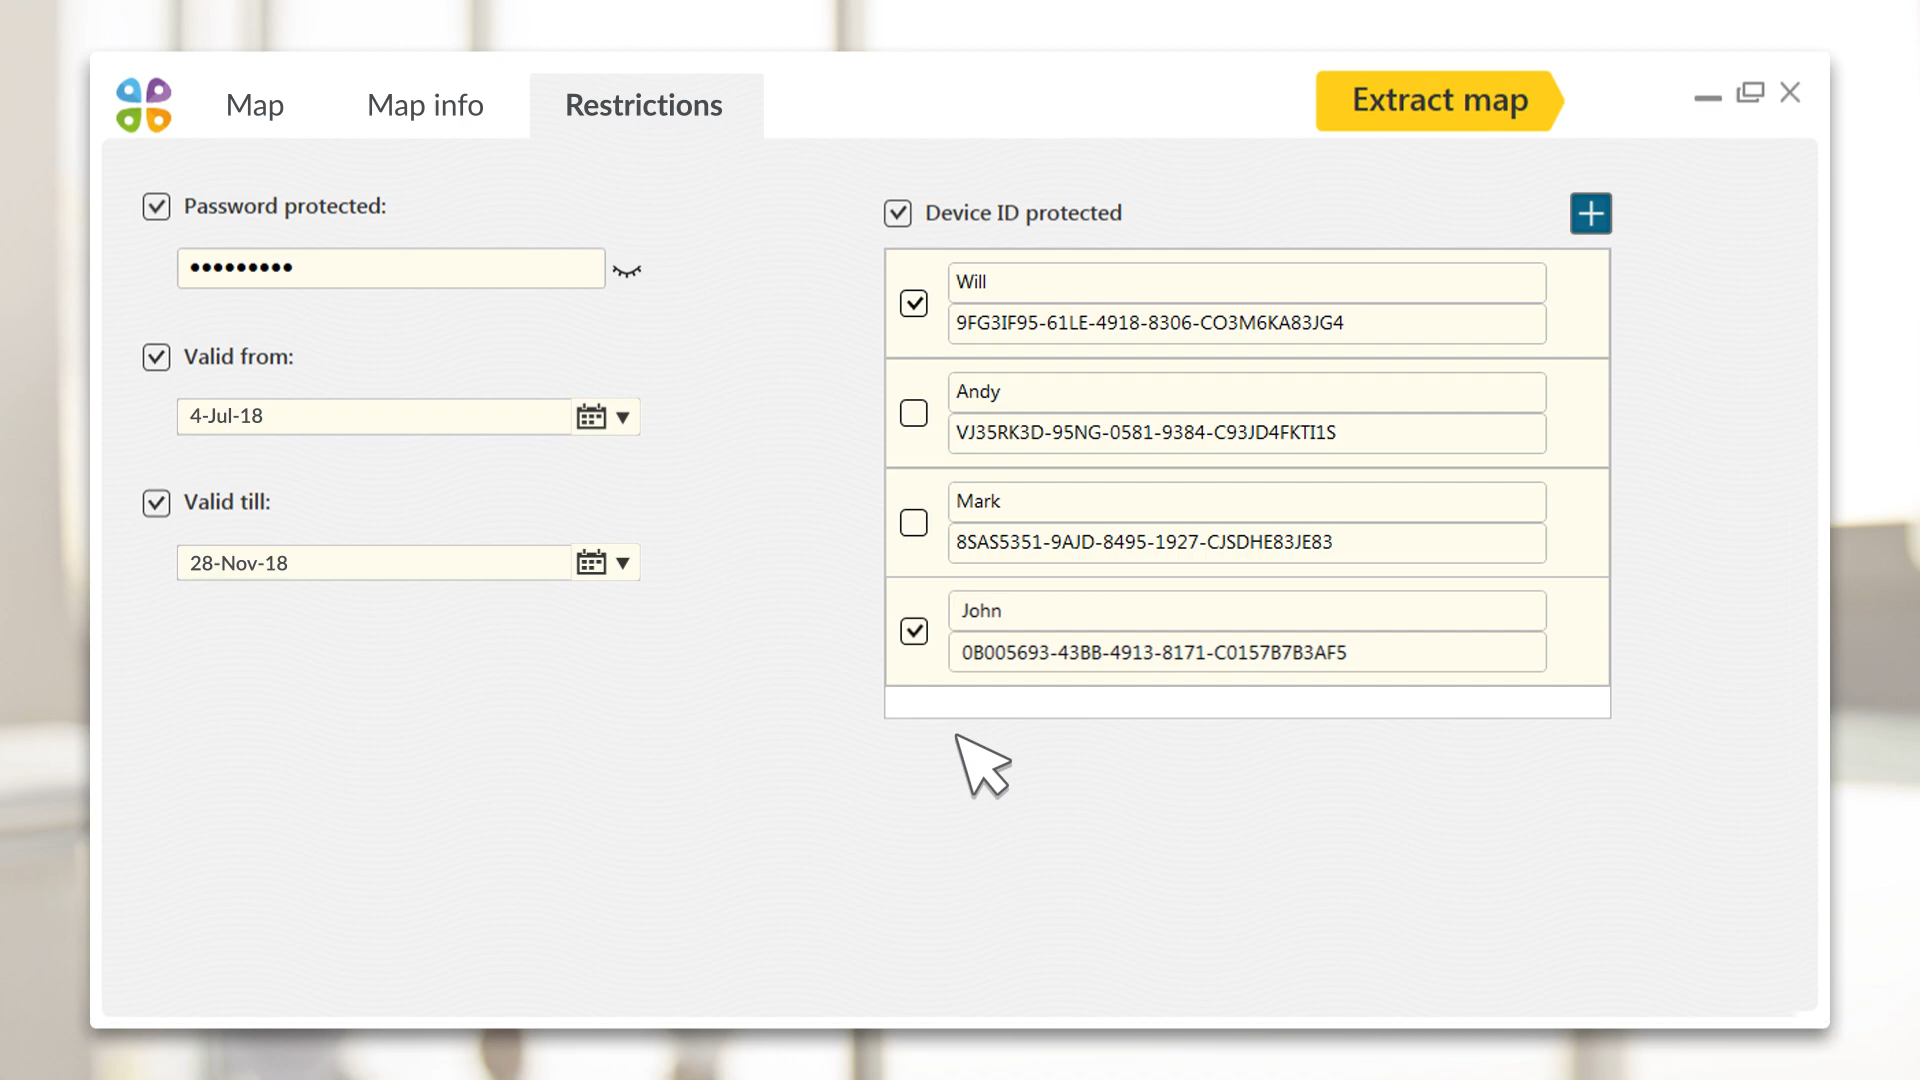 Map
Map info
Restrictions
Extract map
Password protected:
•••••••••
Valid from:
4-Jul-18
Valid till:
28-Nov-18
Device ID protected
Will
9FG3IF95-61LE-4918-8306-CO3M6KA83JG4
Andy
VJ35RK3D-95NG-0581-9384-C93JD4FKTI1S
Mark
8SAS5351-9AJD-8495-1927-CJSDHE83JE83
John
0B005693-43BB-4913-8171-C0157B7B3AF5